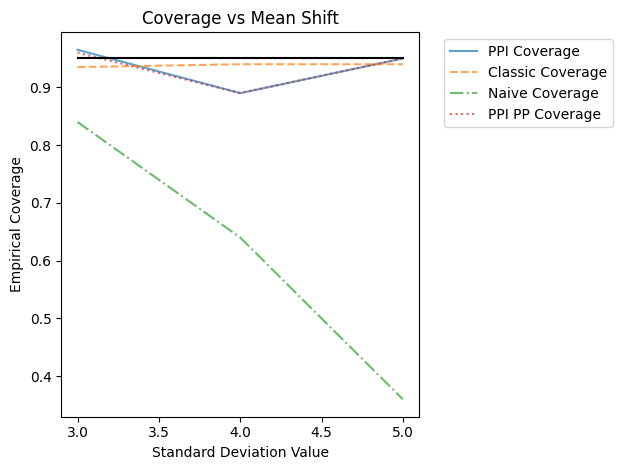 Coverage vs Mean Shift
PPI Coverage
Classic Coverage
Naive Coverage
PPI PP Coverage
Empirical Coverage
0.9
0.8
0.7
0.6
0.5
0.4
3.0 3.5 4.0 4.5 5.0
Standard Deviation Value